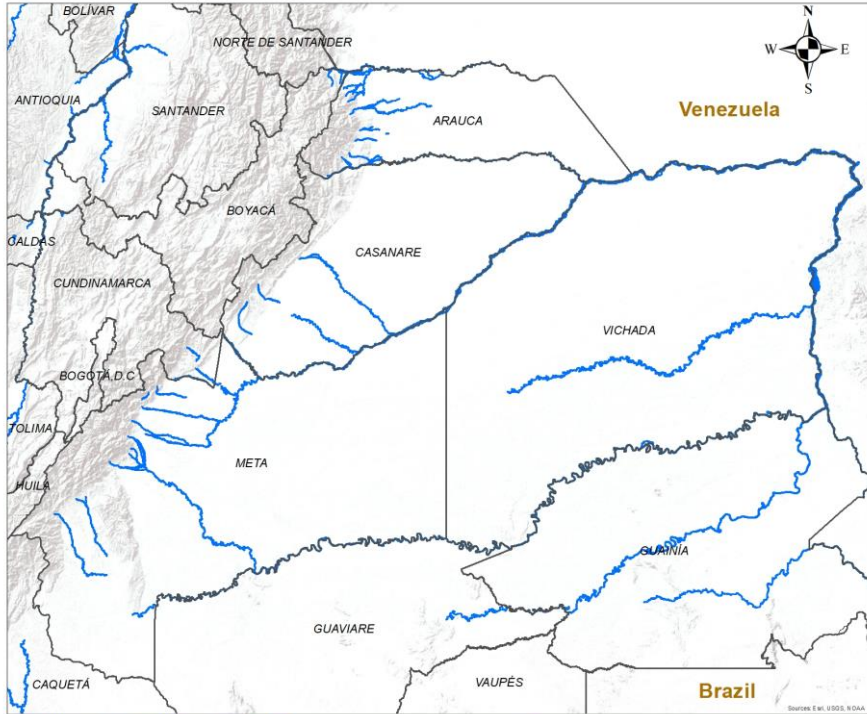 BOLÍVAR
N
NORTE DE SANTANDER
W
E
S
ANTIOQUIA
SANTANDER
ARAUCA
Venezuela
BOYACÁ
CALDAS
CASANARE
CUNDINAMARCA
VICHADA
BOGOTÁ, D.C
TOLIMA
META
HUILA
GUAINÍA
GUAVIARE
CAQUETÁ
VAUPÉS
Brazil
Sources: Esri, USGS, NOAA